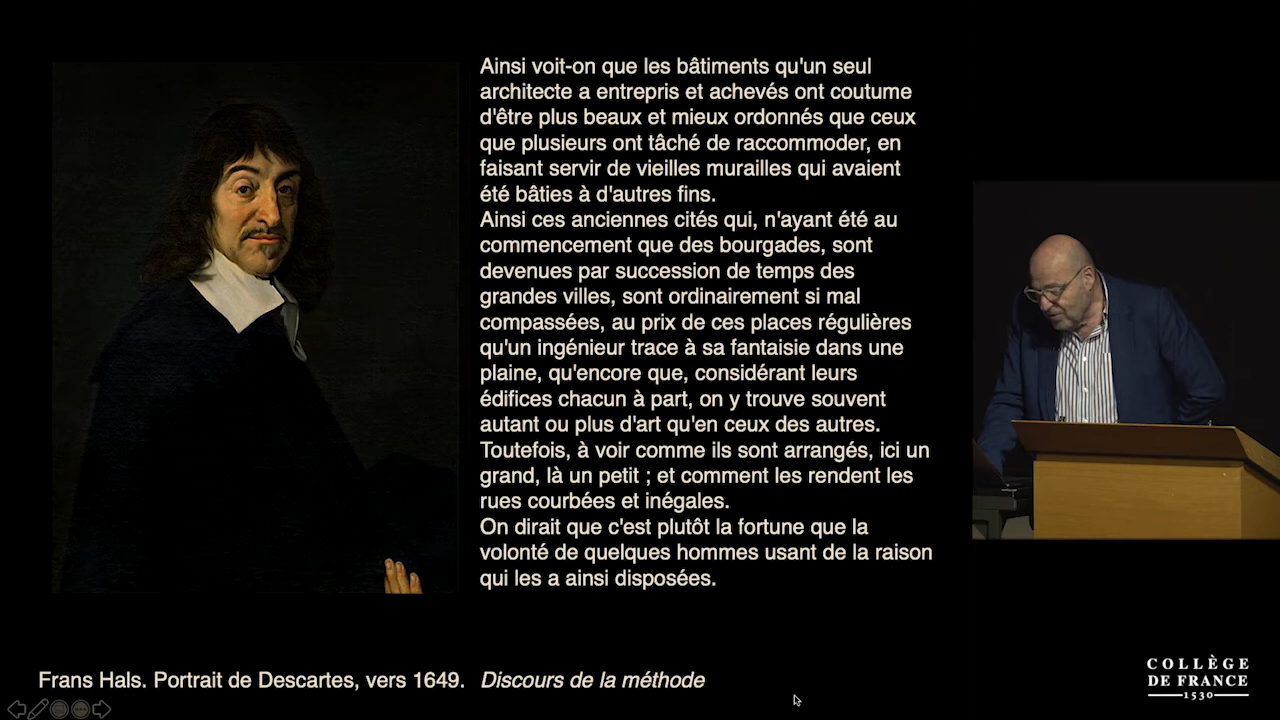 Ainsi voit-on que les bâtiments qu'un seul
architecte a entrepris et achevés ont coutume
d'être plus beaux et mieux ordonnés que ceux
que plusieurs ont tâché de raccommoder, en
faisant servir de vieilles murailles qui avaient
été bâties à d'autres fins.
Ainsi ces anciennes cités qui, n'ayant été au
commencement que des bourgades, sont
devenues par succession de temps des
grandes villes, sont ordinairement si mal
compassées, au prix de ces places régulières
qu'un ingénieur trace à sa fantaisie dans une
plaine, qu'encore que, considérant leurs
édifices chacun à part, on y trouve souvent
autant ou plus d'art qu'en ceux des autres.
Toutefois, à voir comme ils sont arrangés, ici un
grand, là un petit ; et comment les rendent les
rues courbées et inégales.
On dirait que c'est plutôt la fortune que la
volonté de quelques hommes usant de la raison
qui les a ainsi disposées.
Frans Hals. Portrait de Descartes, vers 1649. Discours de la méthode
COLLÈGE
DE FRANCE
1530